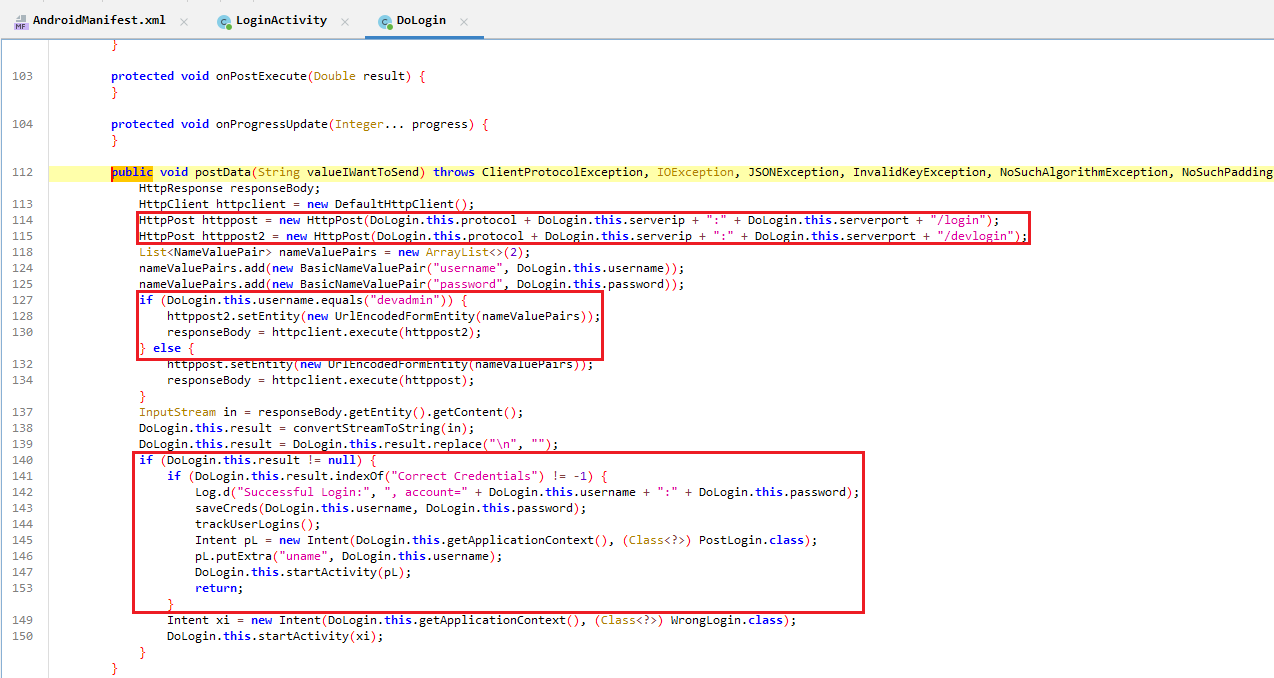 MF AndroidManifest.xml × C LoginActivity × C DoLogin ×
}
103 protected void onPostExecute(Double result) {
}
104 protected void onProgressUpdate(Integer... progress) {
}
112 public void postData(String valueIWantToSend) throws ClientProtocolException, IOException, JSONException, InvalidKeyException, NoSuchAlgorithmException, NoSuchPadding
HttpResponse responseBody;
113 HttpClient httpclient = new DefaultHttpClient();
114 HttpPost httppost = new HttpPost(DoLogin.this.protocol + DoLogin.this.serverip + ":" + DoLogin.this.serverport + "/login");
115 HttpPost httppost2 = new HttpPost(DoLogin.this.protocol + DoLogin.this.serverip + ":" + DoLogin.this.serverport + "/devlogin");
118 List<NameValuePair> nameValuePairs = new ArrayList<>(2);
124 nameValuePairs.add(new BasicNameValuePair("username", DoLogin.this.username));
125 nameValuePairs.add(new BasicNameValuePair("password", DoLogin.this.password));
127 if (DoLogin.this.username.equals("devadmin")) {
128 httppost2.setEntity(new UrlEncodedFormEntity(nameValuePairs));
130 responseBody = httpclient.execute(httppost2);
} else {
132 httppost.setEntity(new UrlEncodedFormEntity(nameValuePairs));
134 responseBody = httpclient.execute(httppost);
}
137 InputStream in = responseBody.getEntity().getContent();
138 DoLogin.this.result = convertStreamToString(in);
139 DoLogin.this.result = DoLogin.this.result.replace("\n", "");
140 if (DoLogin.this.result != null) {
141 if (DoLogin.this.result.indexOf("Correct Credentials") != -1) {
142 Log.d("Successful Login:", ", account=" + DoLogin.this.username + ":" + DoLogin.this.password);
143 saveCreds(DoLogin.this.username, DoLogin.this.password);
144 trackUserLogins();
145 Intent pL = new Intent(DoLogin.this.getApplicationContext(), (Class<?>) PostLogin.class);
146 pL.putExtra("uname", DoLogin.this.username);
147 DoLogin.this.startActivity(pL);
153 return;
}
149 Intent xi = new Intent(DoLogin.this.getApplicationContext(), (Class<?>) WrongLogin.class);
150 DoLogin.this.startActivity(xi);
}
}